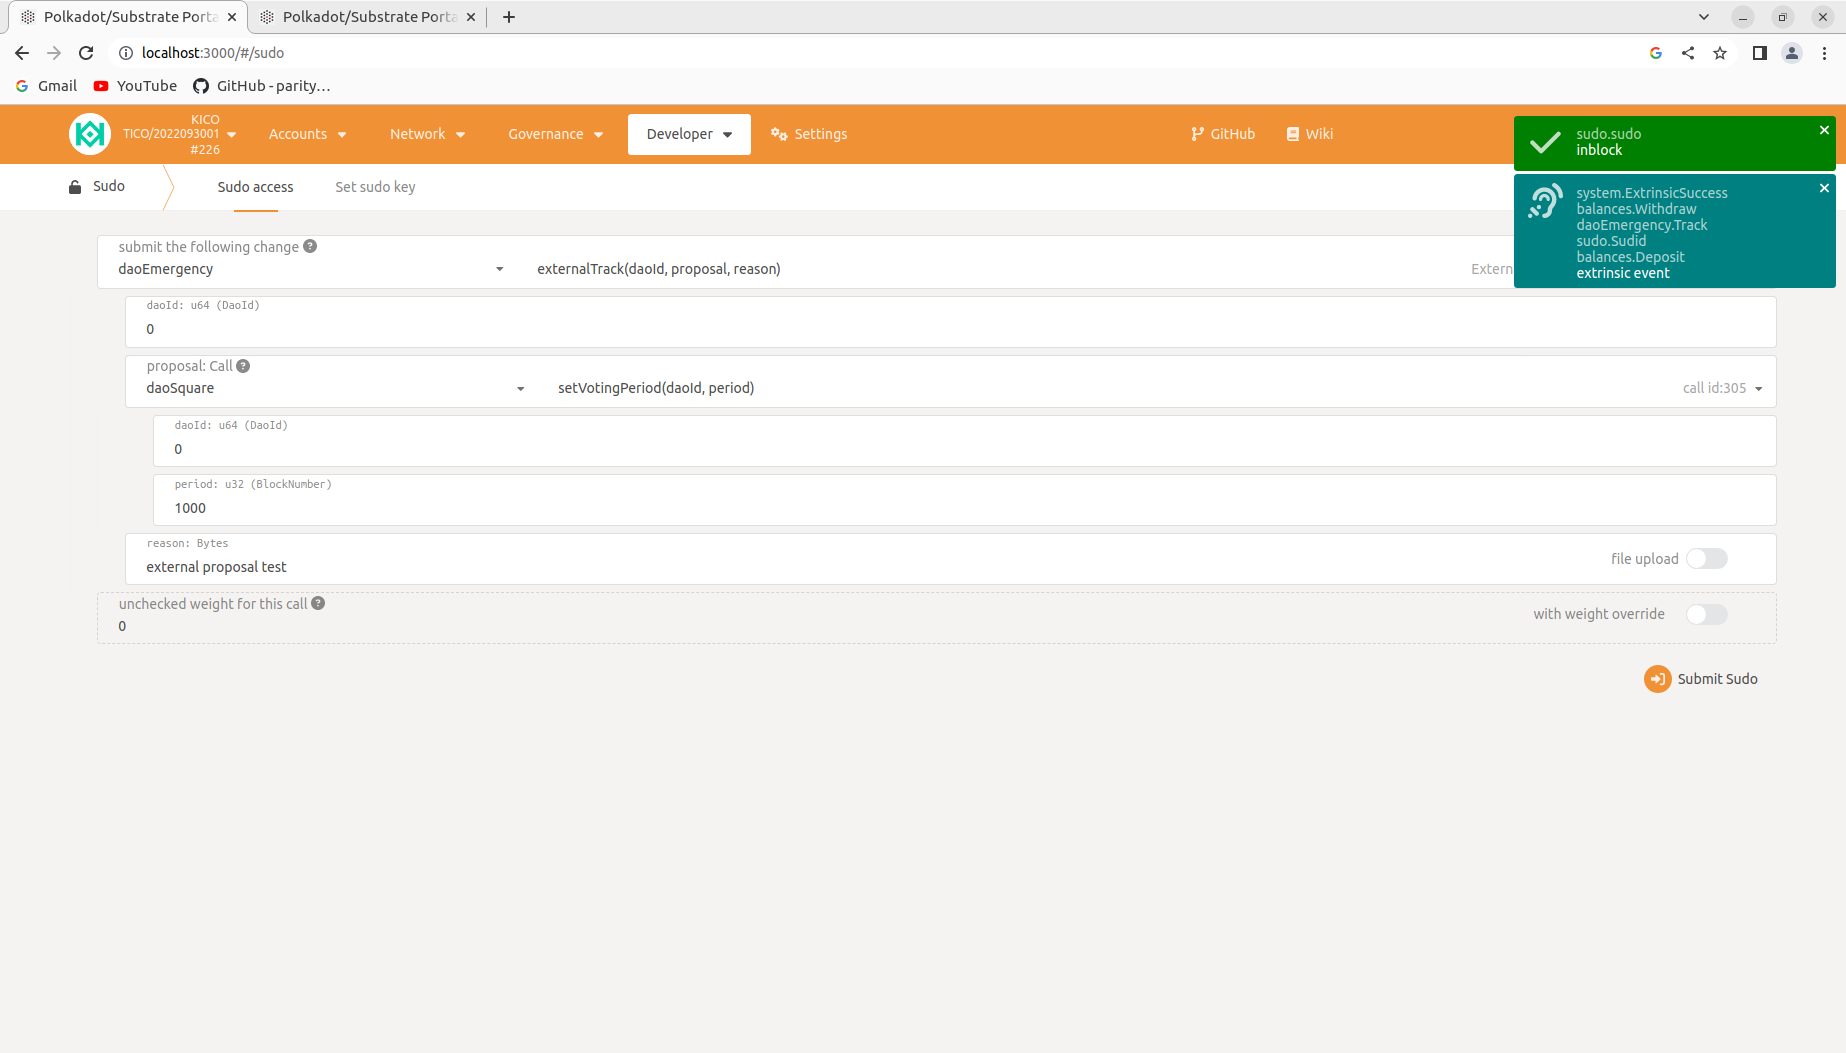 Polkadot/Substrate Porta
Polkadot/Substrate Porta
localhost:3000/#/sudo
Gmail
YouTube
GitHub - parity...
KICO
TICO/2022093001
#226
Accounts
Network
Governance
Developer
Settings
GitHub
Wiki
sudo.sudo
inblock
Sudo
Sudo access
Set sudo key
system.ExtrinsicSuccess
balances.Withdraw
daoEmergency.Track
sudo.Sudid
balances.Deposit
extrinsic event
submit the following change
daoEmergency
externalTrack(daoId, proposal, reason)
Extern
daoId: u64 (DaoId)
0
proposal: Call
daoSquare
setVotingPeriod(daoId, period)
call id:305
daoId: u64 (DaoId)
0
period: u32 (BlockNumber)
1000
reason: Bytes
external proposal test
file upload
unchecked weight for this call
0
with weight override
Submit Sudo